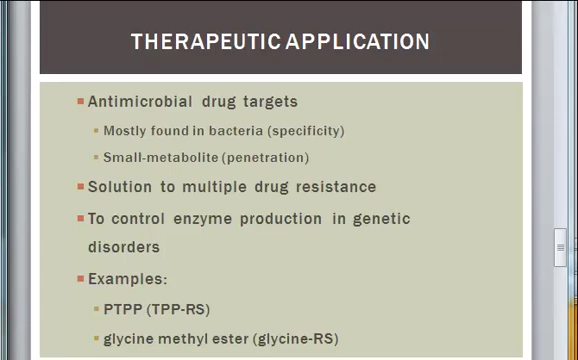 THERAPEUTIC APPLICATION
Antimicrobial drug targets
Mostly found in bacteria (specificity)
Small-metabolite (penetration)
Solution to multiple drug resistance
To control enzyme production in genetic
disorders
Examples:
PTPP (TPP-RS)
glycine methyl ester (glycine-RS)